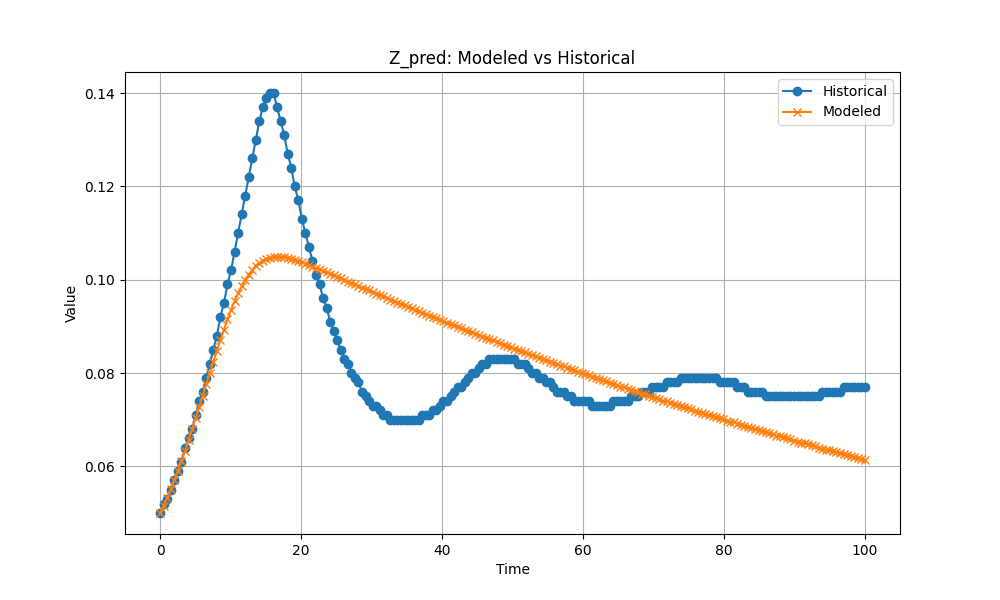 Z_pred: Modeled vs Historical
Historical
Modeled
0.14
0.12
0.10
0.08
0.06
Value
0
20
40
60
80
100
Time